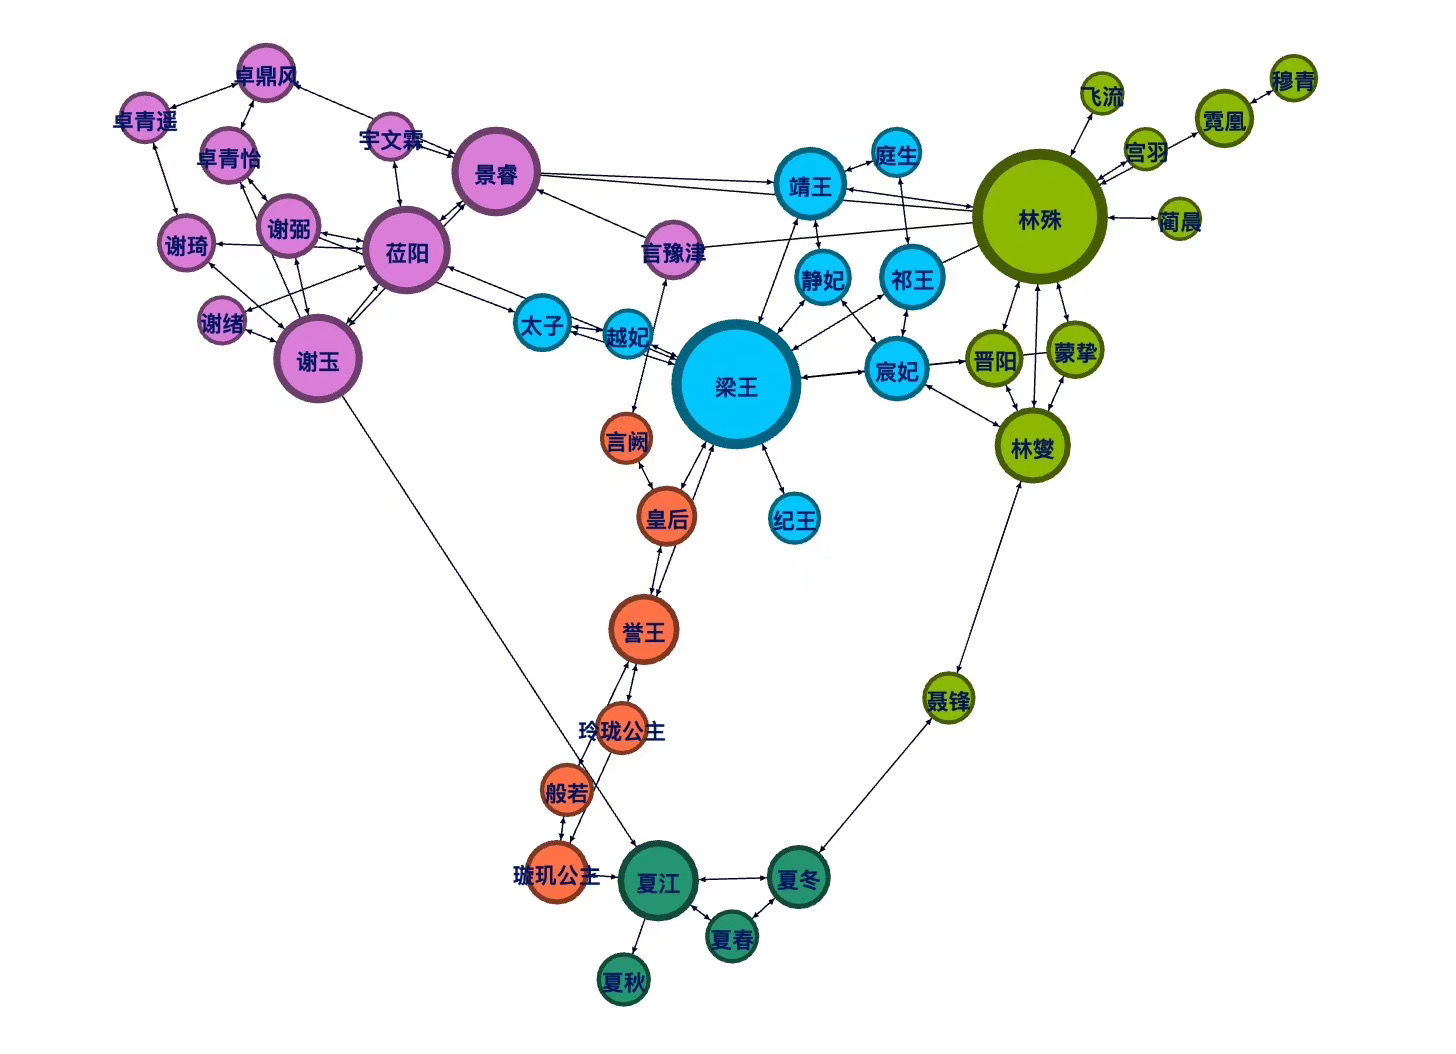 卓鼎风
穆青
飞流
卓青遥
霓凰
宇文霖
卓青怡
庭生
宫羽
景睿
靖王
林殊
蔺晨
谢弼
谢琦
莅阳
言豫津
静妃
祁王
谢绪
太子
越妃
谢玉
晋阳
蒙挚
宸妃
梁王
言阙
林燮
皇后
纪王
誉王
聂锋
玲珑公主
般若
璇玑公主
夏江
夏冬
夏春
夏秋